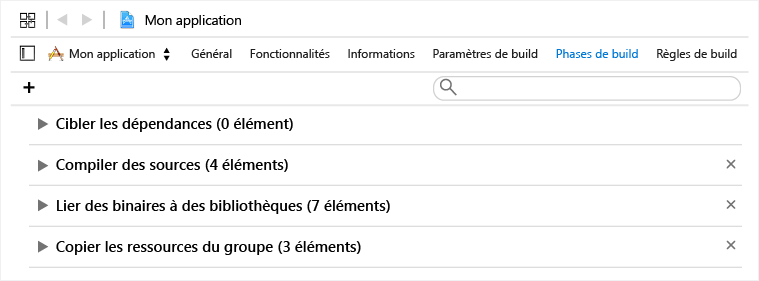 Mon application
Mon application Général Fonctionnalités Informations Paramètres de build Phases de build Règles de build
+
Cibler les dépendances (0 élément)
Compiler des sources (4 éléments)
Lier des binaires à des bibliothèques (7 éléments)
Copier les ressources du groupe (3 éléments)